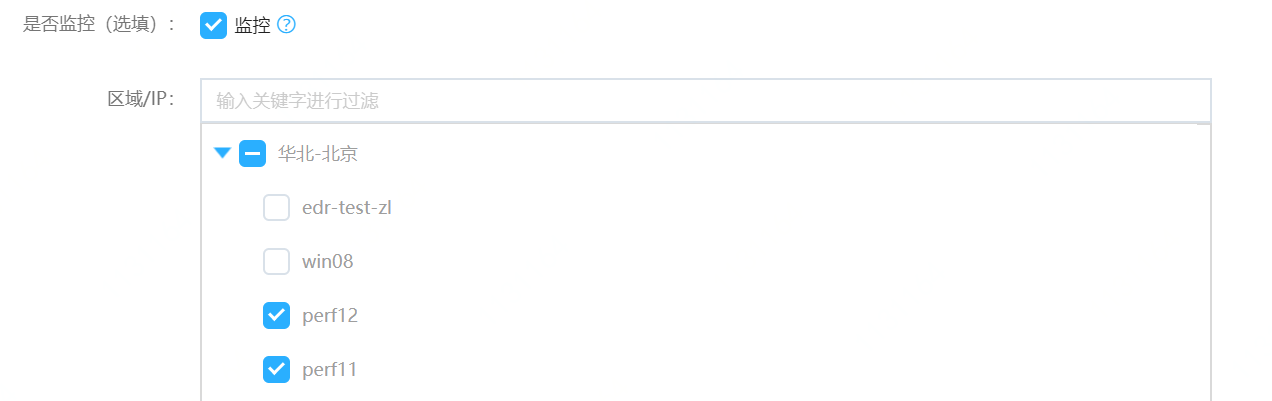 是否监控（选填）： 监控 ?
区域/IP： 输入关键字进行过滤
华北-北京
edr-test-zl
win08
perf12
perf11